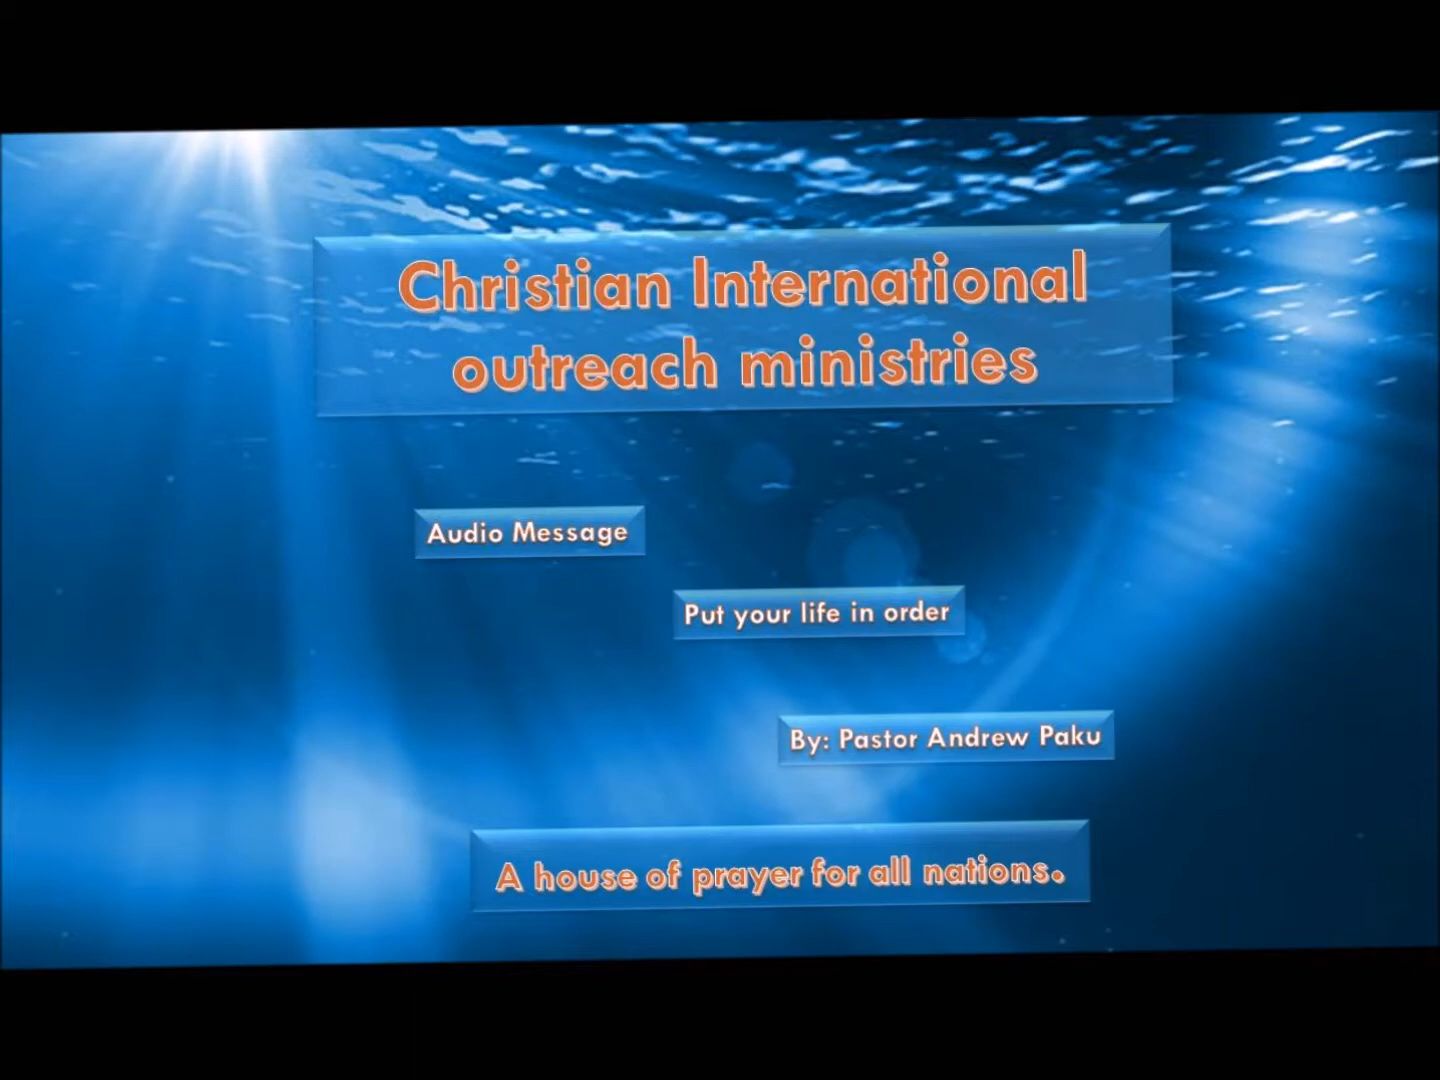 Christian International
outreach ministries
Audio Message
Put your life in order
By: Pastor Andrew Paku
A house of prayer for all nations.